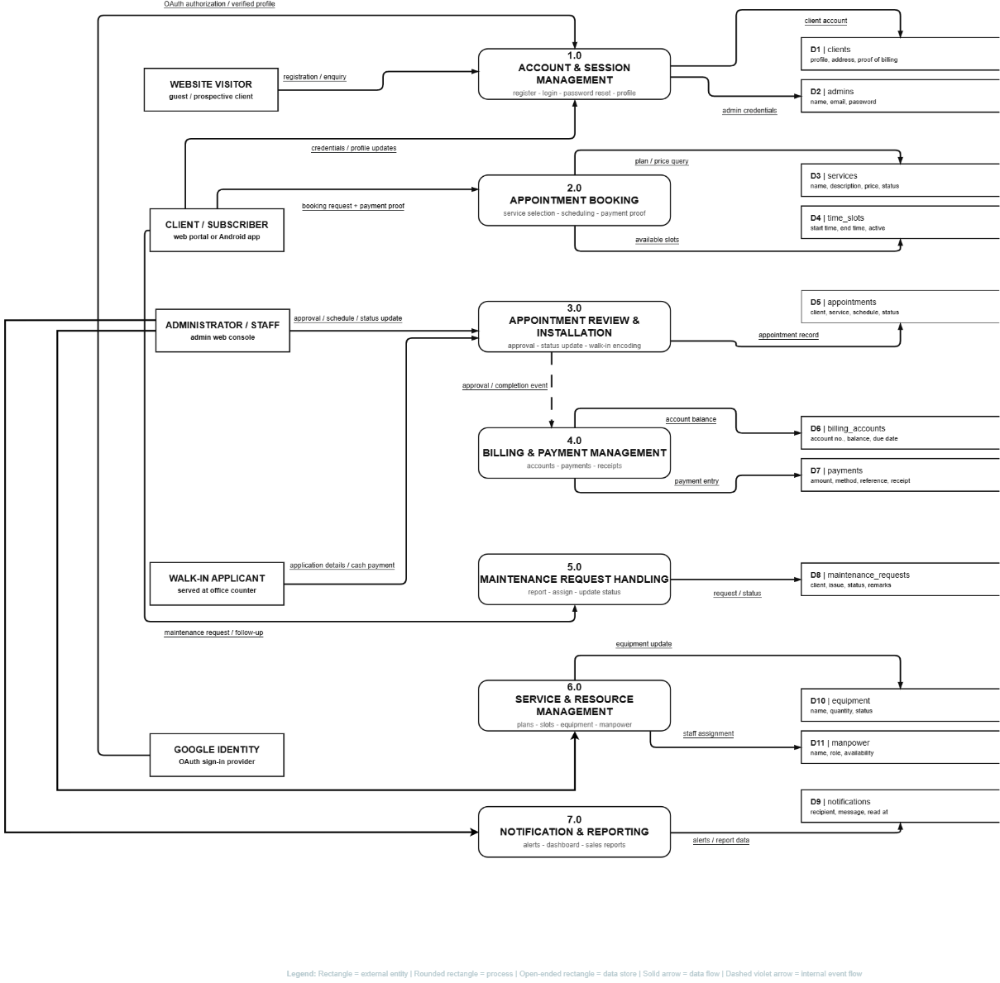 OAuth authorization / verified profile
client account
1.0
ACCOUNT & SESSION
MANAGEMENT
register - login - password reset - profile
D1 | clients
profile, address, proof of billing
WEBSITE VISITOR
guest / prospective client
registration / enquiry
D2 | admins
name, email, password
admin credentials
credentials / profile updates
plan / price query
2.0
APPOINTMENT BOOKING
service selection - scheduling - payment proof
D3 | services
name, description, price, status
booking request + payment proof
CLIENT / SUBSCRIBER
web portal or Android app
D4 | time_slots
start time, end time, active
available slots
3.0
APPOINTMENT REVIEW &
INSTALLATION
approval - status update - walk-in encoding
D5 | appointments
client, service, schedule, status
ADMINISTRATOR / STAFF
admin web console
approval / schedule / status update
appointment record
approval / completion event
account balance
4.0
BILLING & PAYMENT MANAGEMENT
accounts - payments - receipts
D6 | billing_accounts
account no., balance, due date
D7 | payments
amount, method, reference, receipt
payment entry
WALK-IN APPLICANT
served at office counter
application details / cash payment
5.0
MAINTENANCE REQUEST HANDLING
report - assign - update status
D8 | maintenance_requests
client, issue, status, remarks
request / status
maintenance request / follow-up
equipment update
6.0
SERVICE & RESOURCE
MANAGEMENT
plans - slots - equipment - manpower
D10 | equipment
name, quantity, status
staff assignment
D11 | manpower
name, role, availability
GOOGLE IDENTITY
OAuth sign-in provider
D9 | notifications
recipient, message, read at
7.0
NOTIFICATION & REPORTING
alerts - dashboard - sales reports
alerts / report data
Legend: Rectangle = external entity | Rounded rectangle = process | Open-ended rectangle = data store | Solid arrow = data flow | Dashed violet arrow = internal event flow